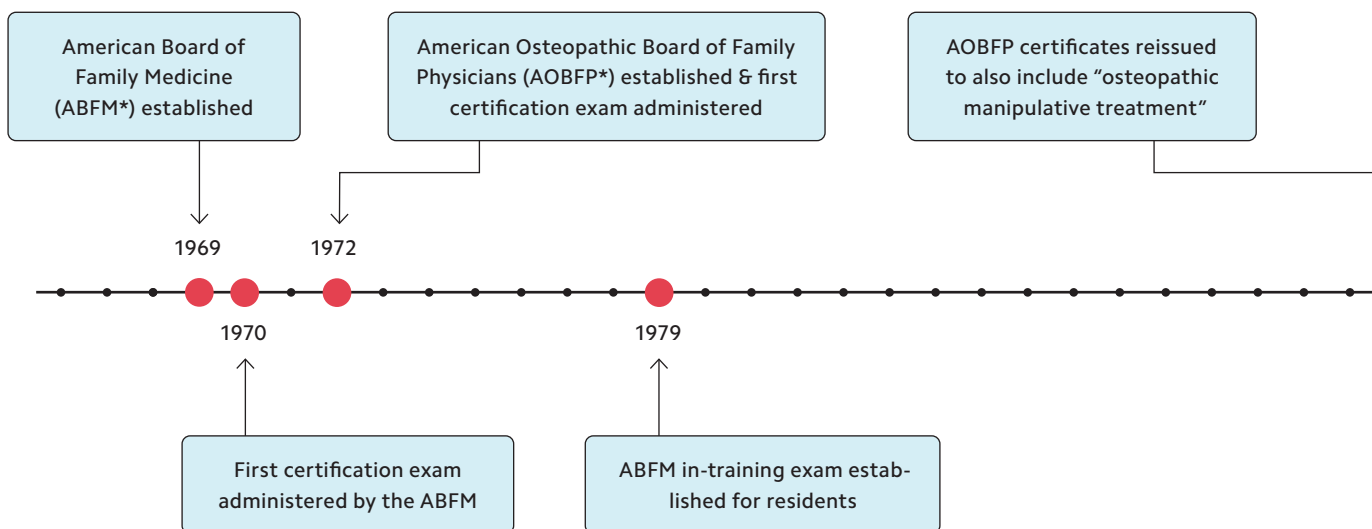 American Board of
Family Medicine
(ABFM*) established
American Osteopathic Board of Family
Physicians (AOBFP*) established & first
certification exam administered
AOBFP certificates reissued
to also include “osteopathic
manipulative treatment”
1969
1972
1970
1979
First certification exam
administered by the ABFM
ABFM in-training exam estab-
lished for residents